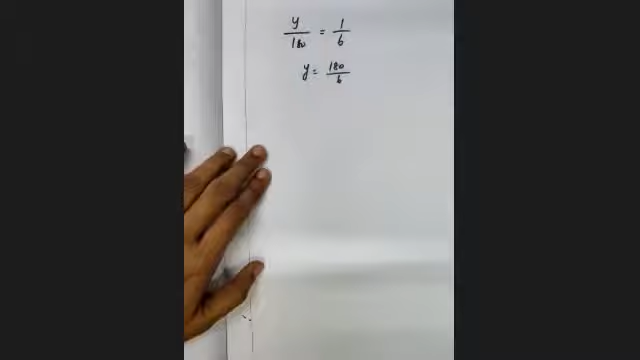 y/180 = 1/6
y = 180/6